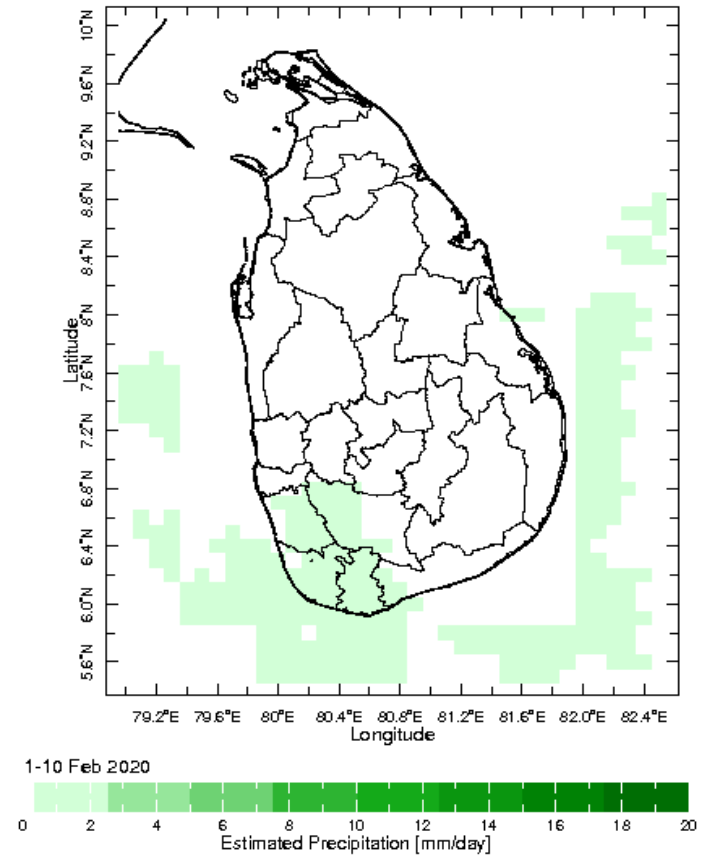 10°N
9.6°N
9.2°N
8.8°N
8.4°N
8°N
7.6°N
7.2°N
6.8°N
6.4°N
6.0°N
5.6°N
Latitude
79.2°E 79.6°E 80°E 80.4°E 80.8°E 81.2°E 81.6°E 82.0°E 82.4°E
Longitude
1-10 Feb 2020
0 2 4 6 8 10 12 14 16 18 20
Estimated Precipitation [mm/day]